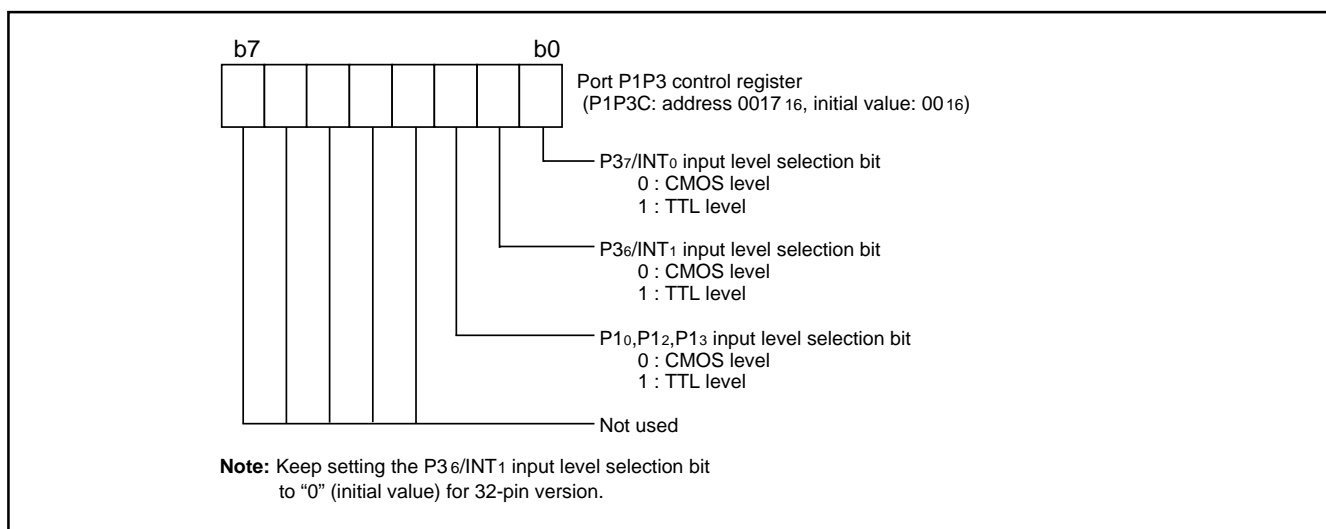 b7 b0
Port P1P3 control register
(P1P3C: address 0017 16, initial value: 00 16)
P37/INT0 input level selection bit
0 : CMOS level
1 : TTL level
P36/INT1 input level selection bit
0 : CMOS level
1 : TTL level
P10,P12,P13 input level selection bit
0 : CMOS level
1 : TTL level
Not used
Note: Keep setting the P3 6/INT1 input level selection bit
to “0” (initial value) for 32-pin version.